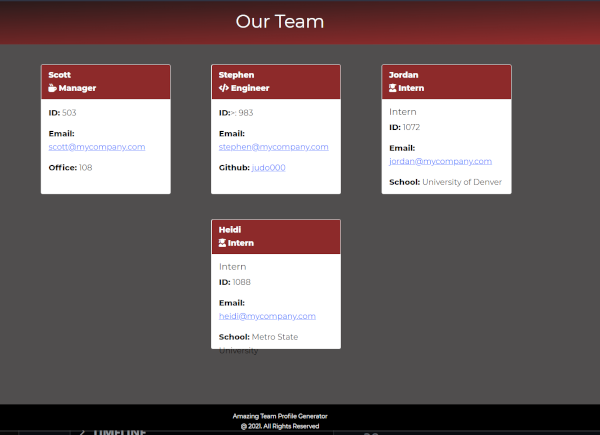 Our Team
Scott
Manager
ID: 503
Email:
scott@mycompany.com
Office: 108
Stephen
Engineer
ID:>: 983
Email:
stephen@mycompany.com
Github: judo000
Jordan
Intern
Intern
ID: 1072
Email:
jordan@mycompany.com
School: University of Denver
Heidi
Intern
Intern
ID: 1088
Email:
heidi@mycompany.com
School: Metro State
University
Amazing Team Profile Generator
@ 2021. All Rights Reserved
TIMELINE